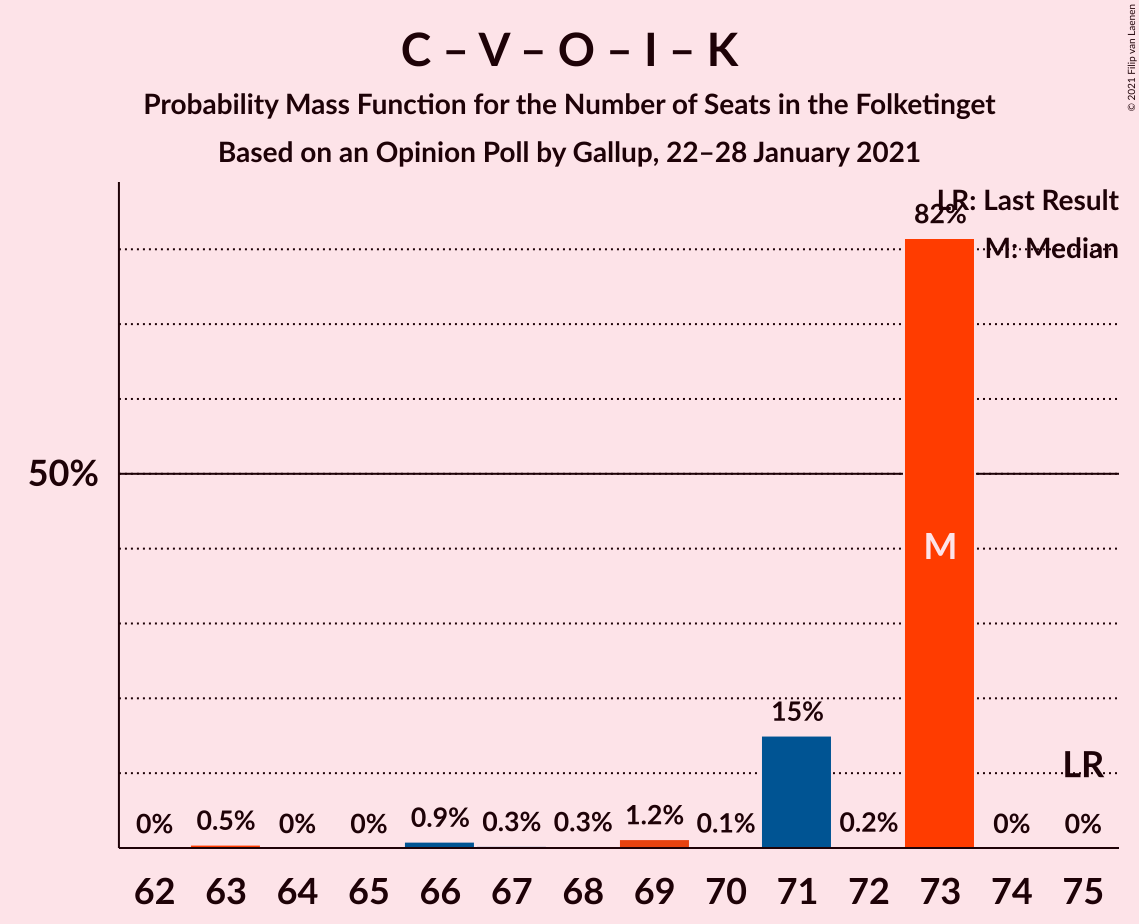 C – V – O – I – K
Probability Mass Function for the Number of Seats in the Folketinget
Based on an Opinion Poll by Gallup, 22–28 January 2021
© 2021 Filip van Laenen
LR: Last Result
M: Median
82%
50%
M
15%
LR
0% 0.5% 0% 0% 0.9% 0.3% 0.3% 1.2% 0.1% 0.2% 0% 0%
62 63 64 65 66 67 68 69 70 71 72 73 74 75